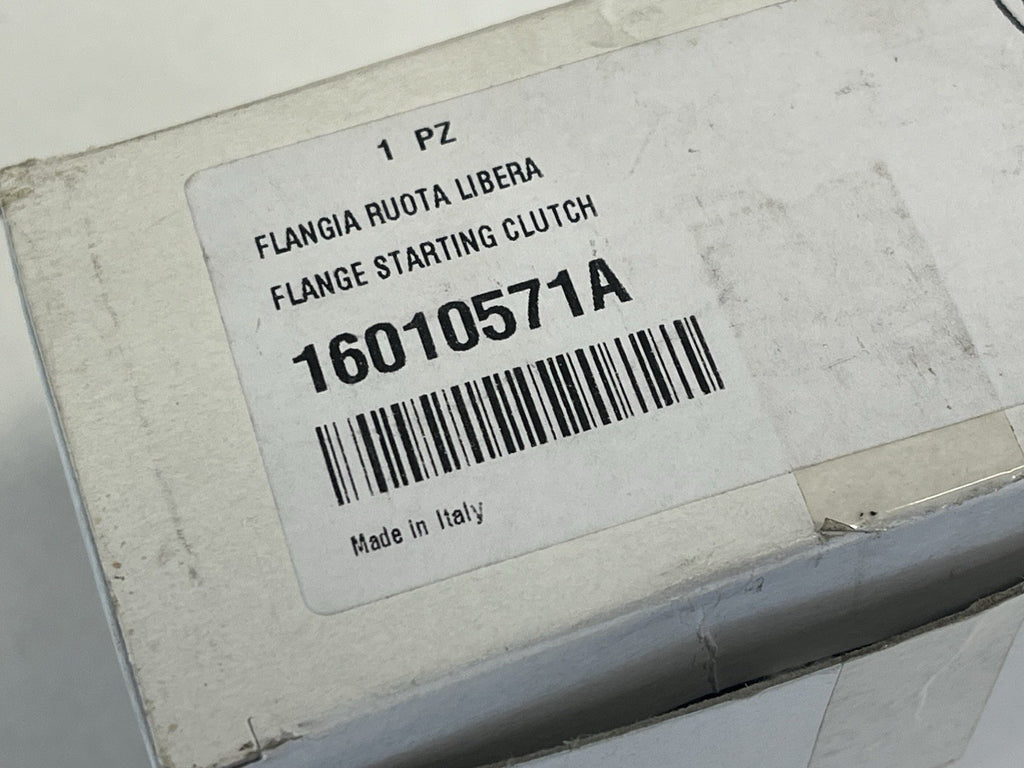 1 PZ
FLANGIA RUOTA LIBERA
FLANGE STARTING CLUTCH
16010571A
Made in Italy